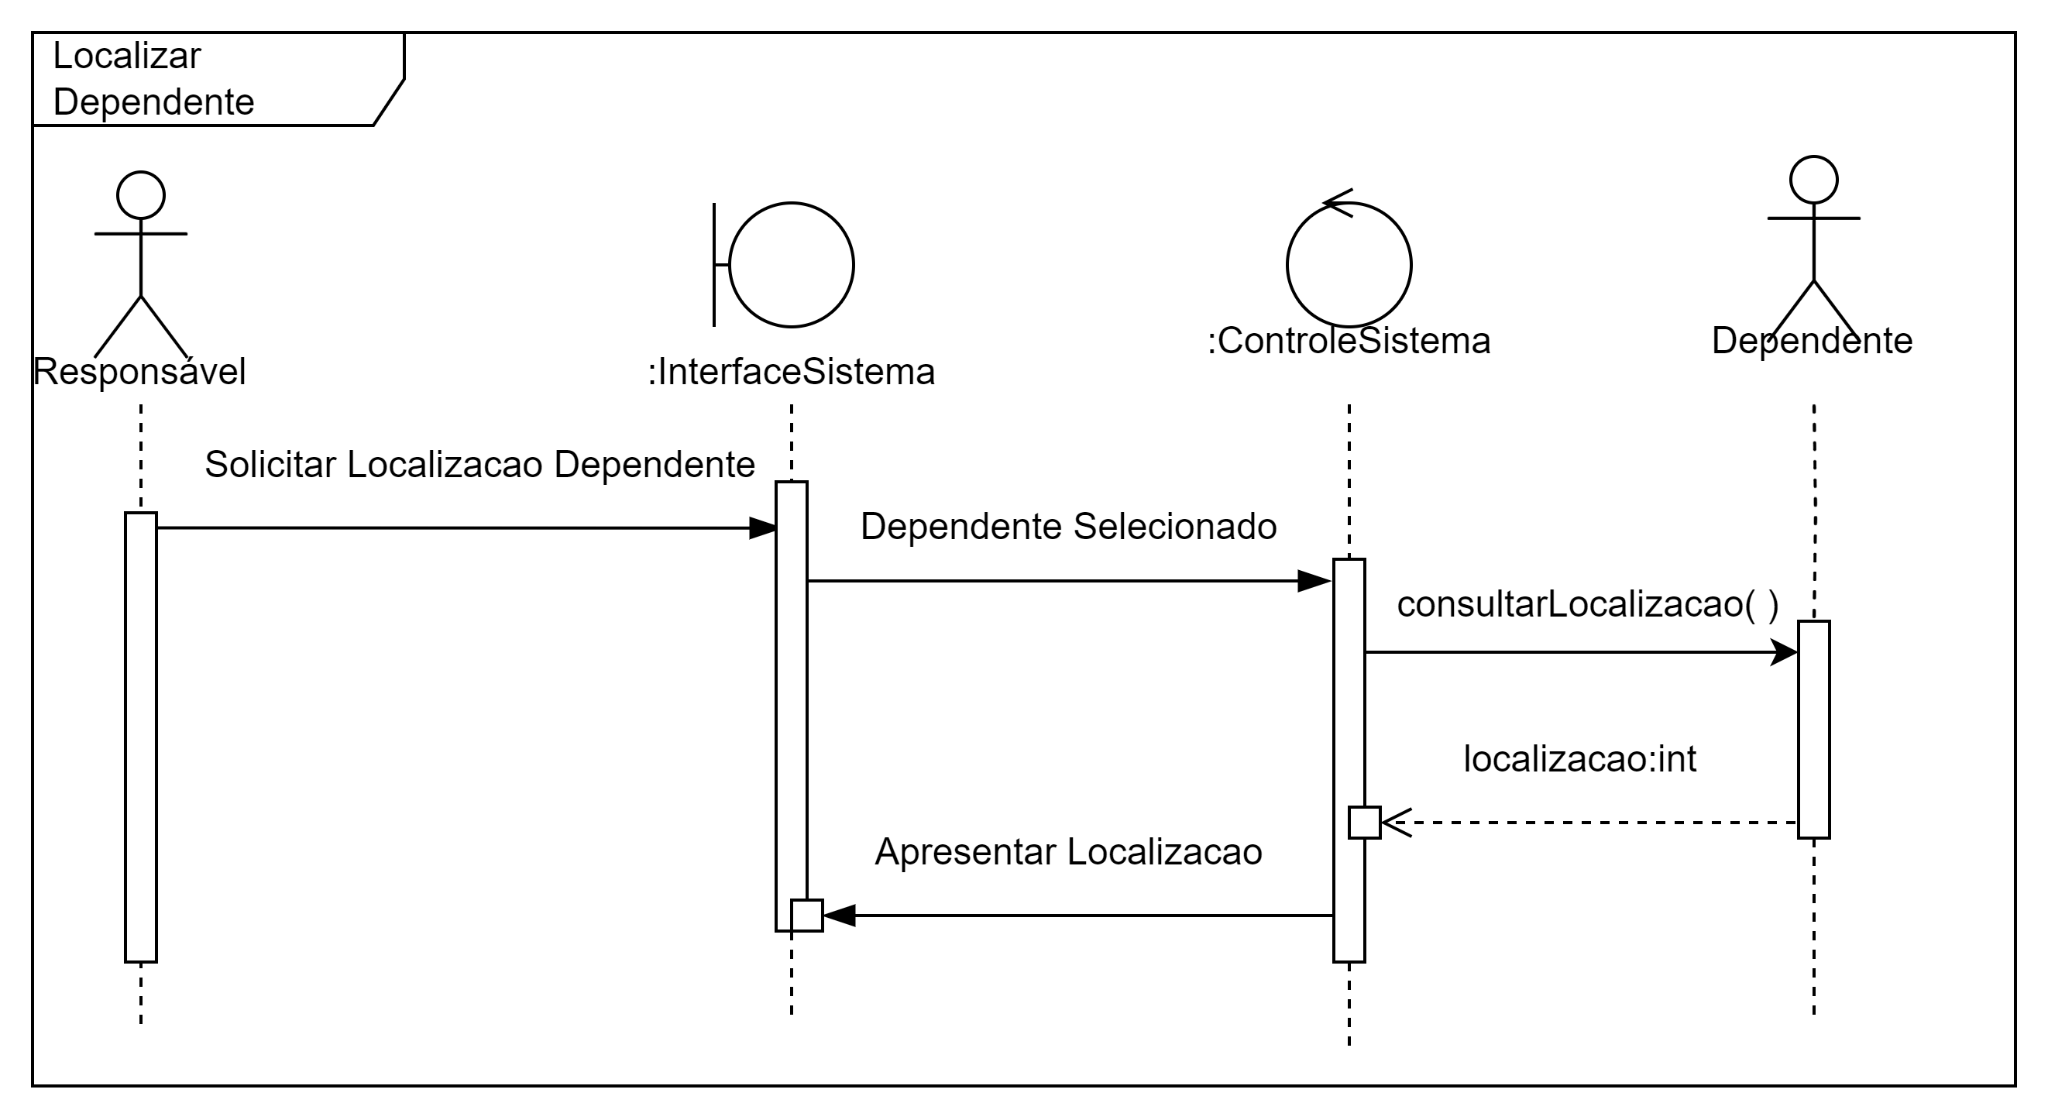 Localizar
Dependente
Responsável
:InterfaceSistema
:ControleSistema
Dependente
Solicitar Localizacao Dependente
Dependente Selecionado
consultarLocalizacao( )
localizacao:int
Apresentar Localizacao